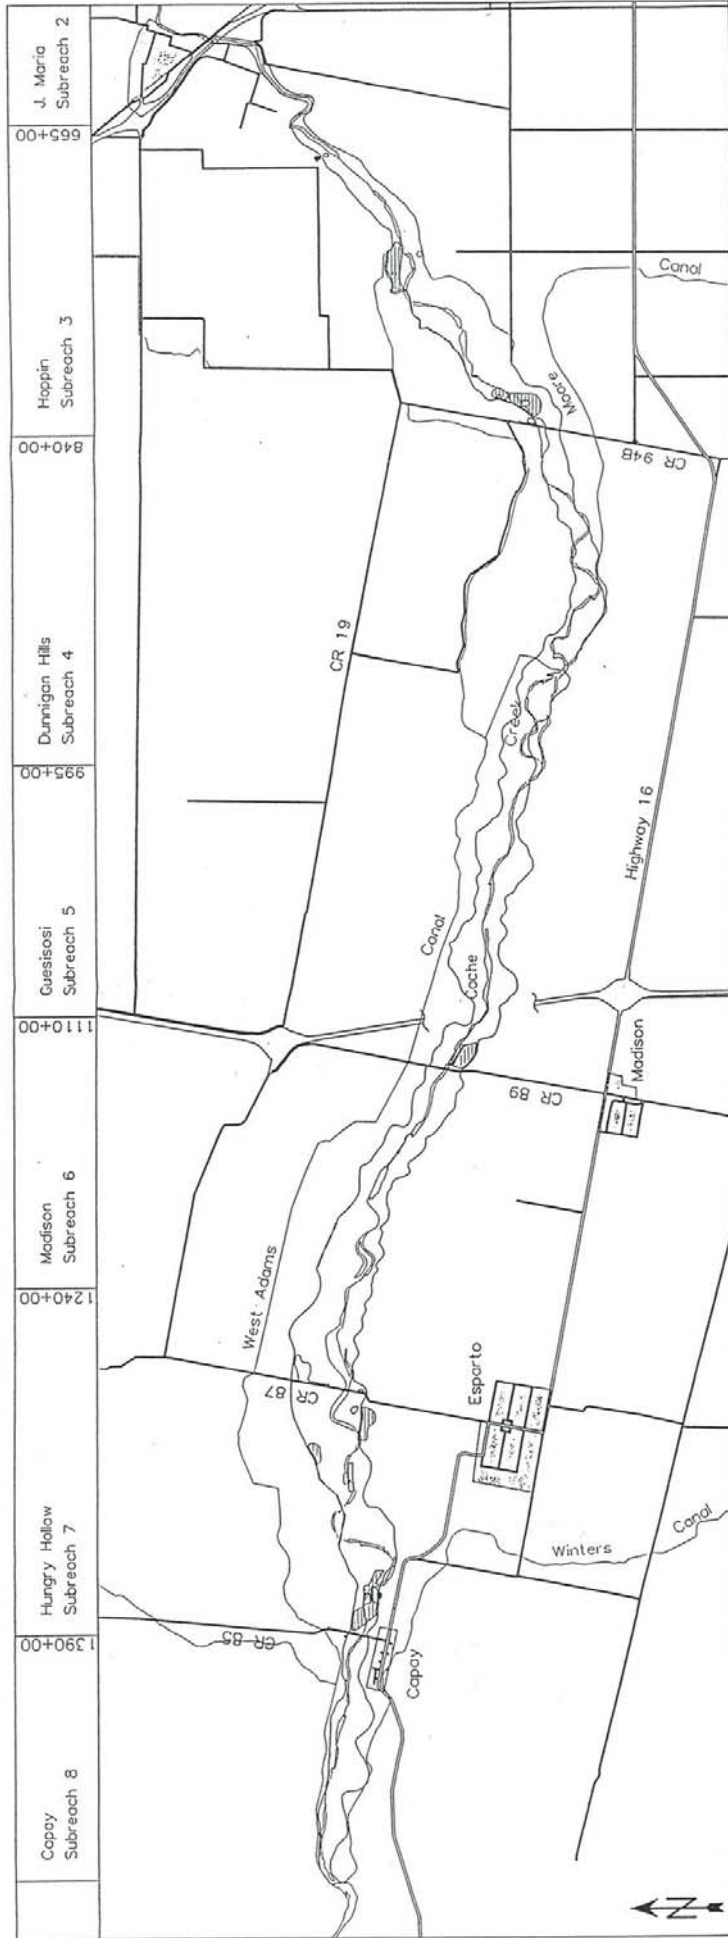 Capay
Subreach 8
1390+00
Hungry Hollow
Subreach 7
1240+00
Madison
Subreach 6
1110+00
Guesisosi
Subreach 5
995+00
Dunnigan Hills
Subreach 4
840+00
Hoppin
Subreach 3
665+00
J. Maria
Subreach 2
CR 85
West Adams
Canal
CR 87
CR 19
Cache
Creek
Moore
Canal
Capay
Esparto
CR 89
Madison
Highway 16
CR 94B
Winters
Canal
N